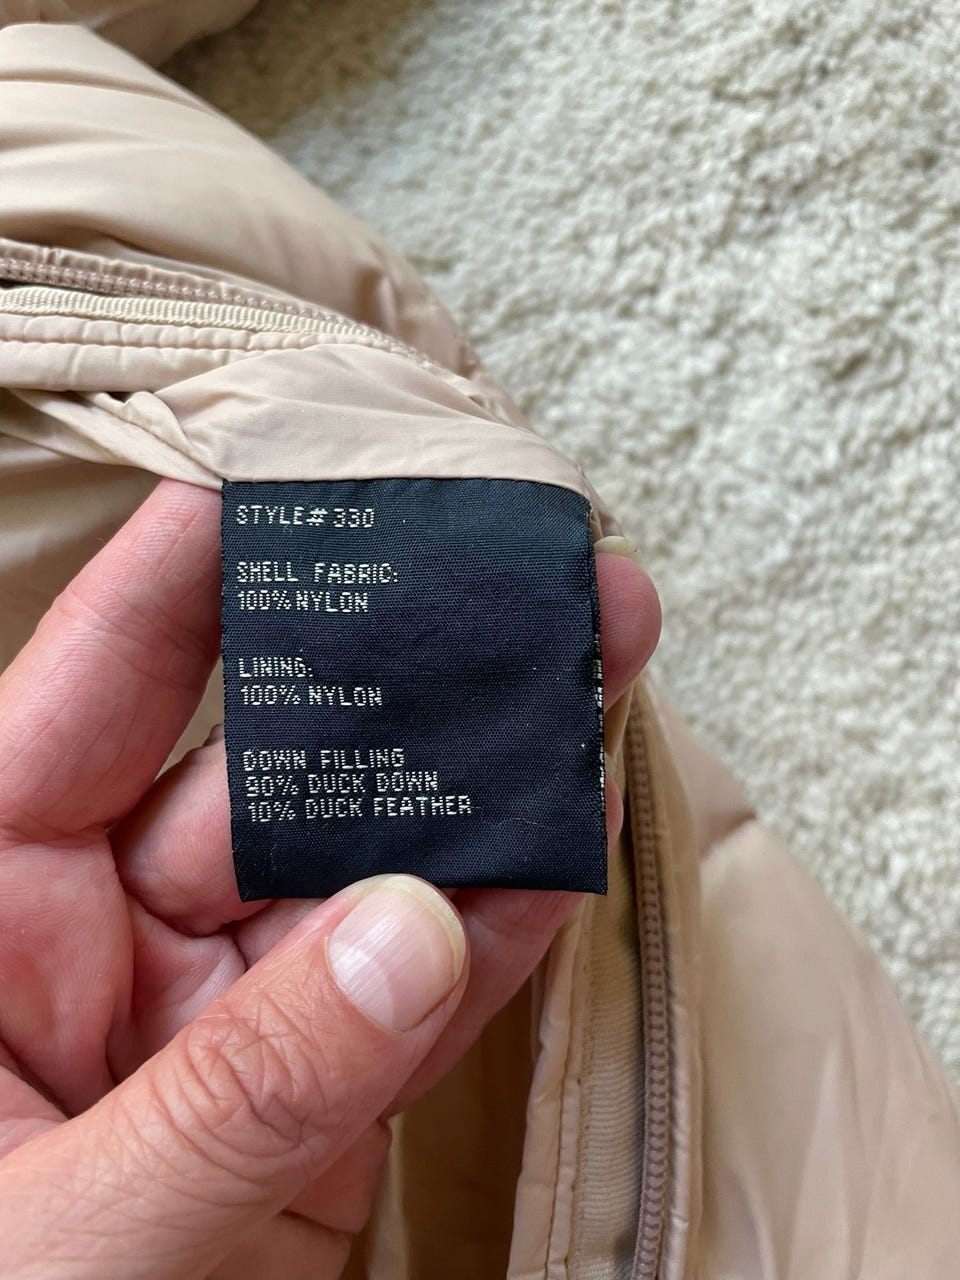 STYLE# 330
SHELL FABRIC:
100% NYLON
LINING:
100% NYLON
DOWN FILLING
90% DUCK DOWN
10% DUCK FEATHER